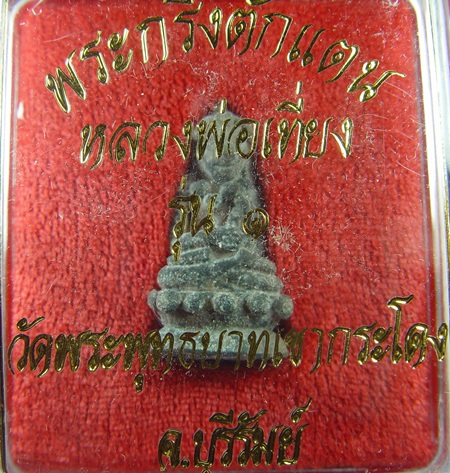 พระกริ่งตั๊กแตน
หลวงพ่อเที่ยง
รุ่น ๑
วัดพระพุทธบาทเขากระโดง
จ.บุรีรัมย์